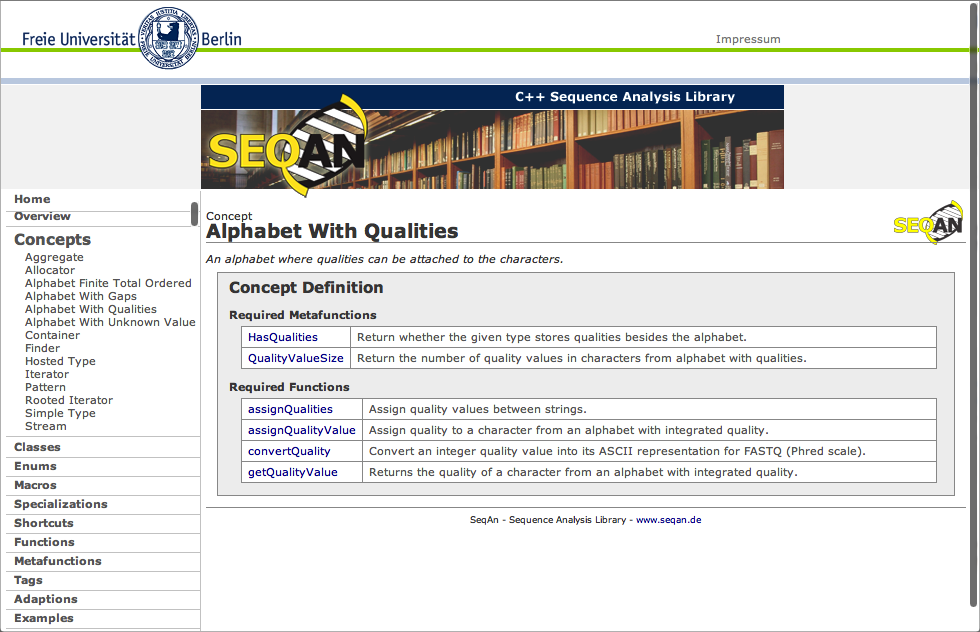 Freie Universität Berlin
Impressum
C++ Sequence Analysis Library
SEQAN
Home
Overview
Concepts
Aggregate
Allocator
Alphabet Finite Total Ordered
Alphabet With Gaps
Alphabet With Qualities
Alphabet With Unknown Value
Container
Finder
Hosted Type
Iterator
Pattern
Rooted Iterator
Simple Type
Stream
Classes
Enums
Macros
Specializations
Shortcuts
Functions
Metafunctions
Tags
Adaptions
Examples
Concept
Alphabet With Qualities
SEQAN
An alphabet where qualities can be attached to the characters.
Concept Definition
Required Metafunctions
HasQualities Return whether the given type stores qualities besides the alphabet.
QualityValueSize Return the number of quality values in characters from alphabet with qualities.
Required Functions
assignQualities Assign quality values between strings.
assignQualityValue Assign quality to a character from an alphabet with integrated quality.
convertQuality Convert an integer quality value into its ASCII representation for FASTQ (Phred scale).
getQualityValue Returns the quality of a character from an alphabet with integrated quality.
SeqAn - Sequence Analysis Library - www.seqan.de